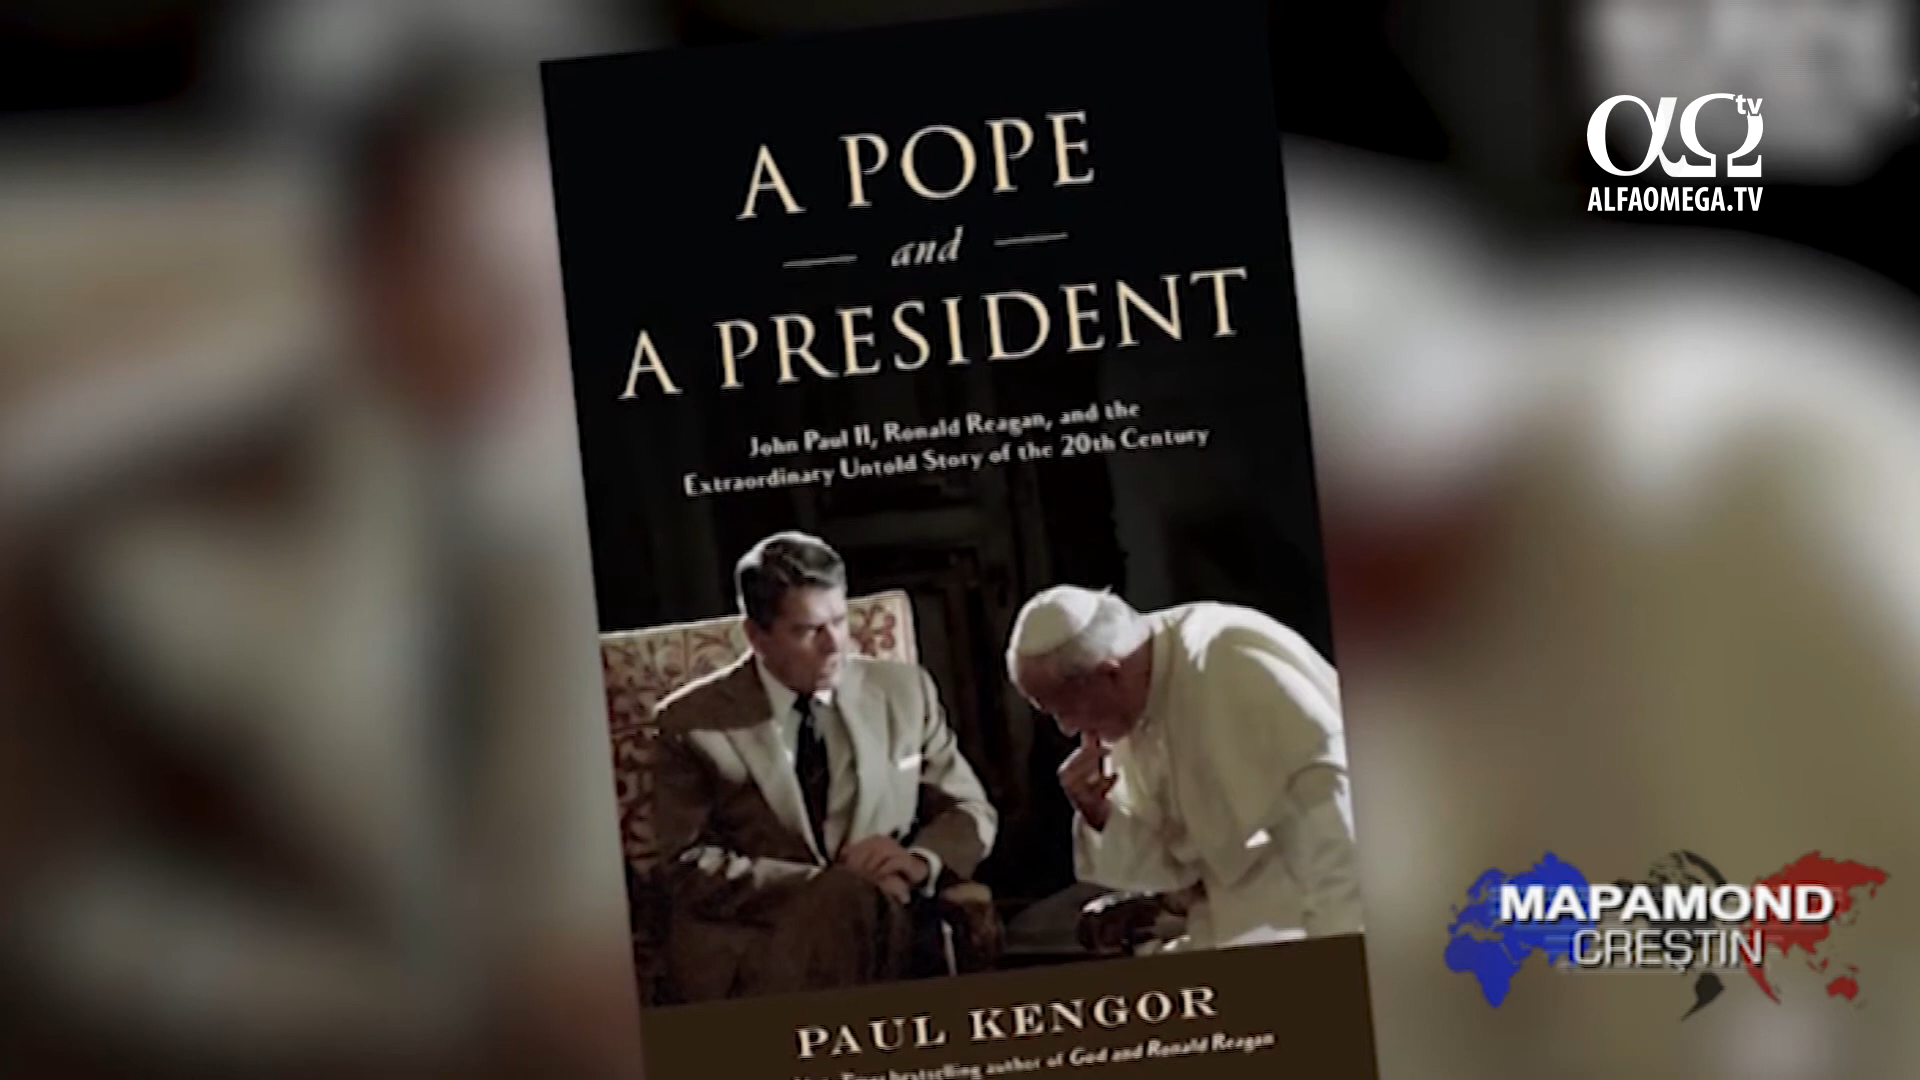 A POPE
and
A PRESIDENT
John Paul II, Ronald Reagan, and the
Extraordinary Untold Story of the 20th Century
PAUL KENGOR
Times bestselling author of God and Ronald Reagan
αΩ tv
ALFAOMEGA.TV
MAPAMOND
CREȘTIN